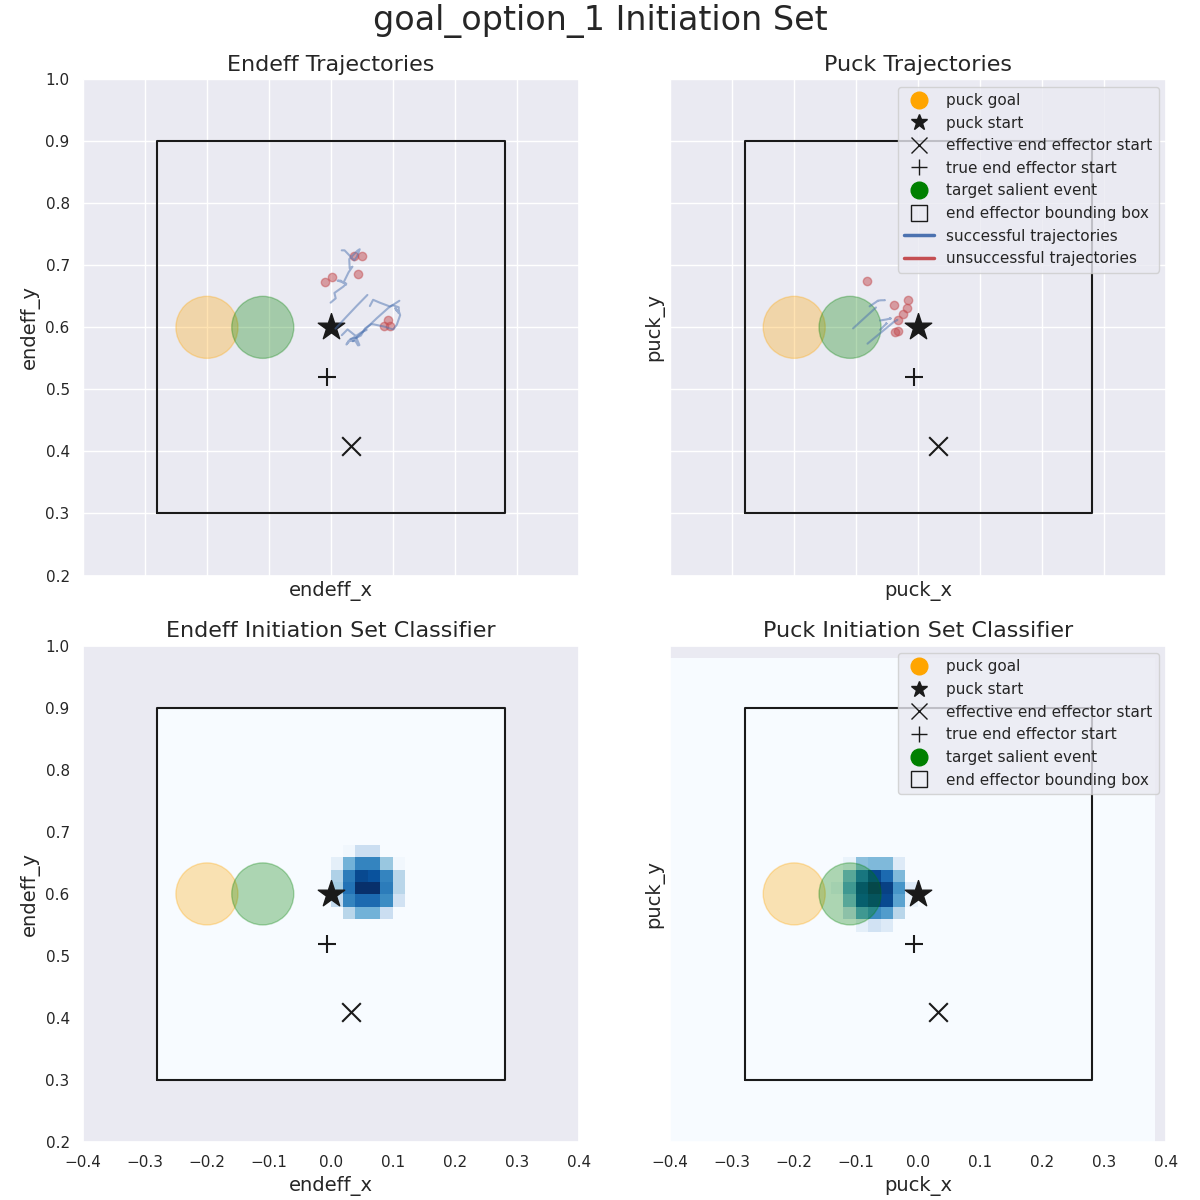 goal_option_1 Initiation Set
Endeff Trajectories
1.0
0.9
0.8
0.7
0.6
0.5
0.4
0.3
0.2
endeff_y
endeff_x
Puck Trajectories
puck goal
puck start
effective end effector start
true end effector start
target salient event
end effector bounding box
successful trajectories
unsuccessful trajectories
puck_y
puck_x
Endeff Initiation Set Classifier
1.0
0.9
0.8
0.7
0.6
0.5
0.4
0.3
0.2
endeff_y
−0.4 −0.3 −0.2 −0.1 0.0 0.1 0.2 0.3 0.4
endeff_x
Puck Initiation Set Classifier
puck goal
puck start
effective end effector start
true end effector start
target salient event
end effector bounding box
puck_y
−0.4 −0.3 −0.2 −0.1 0.0 0.1 0.2 0.3 0.4
puck_x